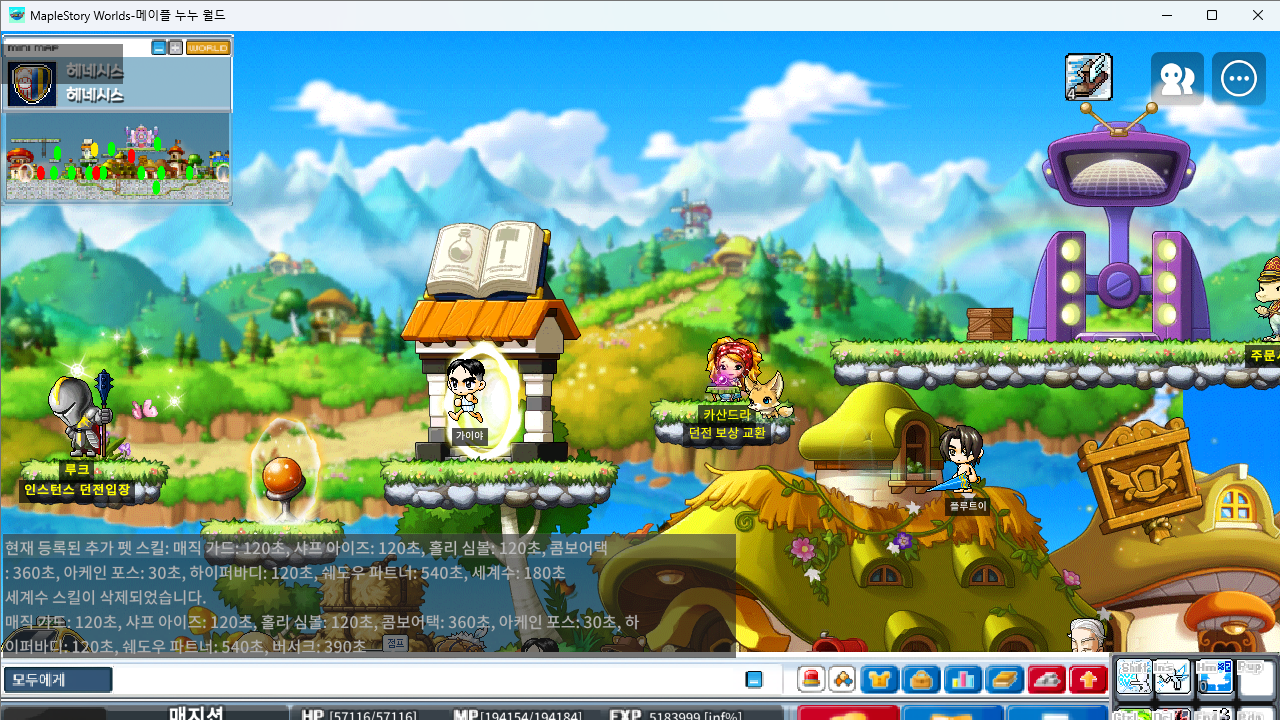 MapleStory Worlds-메이플 누누 월드
MINI MAP
WORLD
헤네시스
헤네시스
4
가이아
카산드라
던전 보상 교환
주문
루크
인스턴스 던전입장
플루토이
현재 등록된 추가 펫 스킬: 매직 가드: 120초, 샤프 아이즈: 120초, 홀리 심볼: 120초, 콤보어택
: 360초, 아케인 포스: 30초, 하이퍼바디: 120초, 쉐도우 파트너: 540초, 세계수: 180초
세계수 스킬이 삭제되었습니다.
매직 가드: 120초, 샤프 아이즈: 120초, 홀리 심볼: 120초, 콤보어택: 360초, 아케인 포스: 30초, 하
이퍼바디: 120초, 쉐도우 파트너: 540초, 버서크: 390초
점프
모두에게
매지션
HP [57116/57116]
MP [194154/194184]
EXP 5183999 [inf%]
Shift
Ins
Hm
Pup